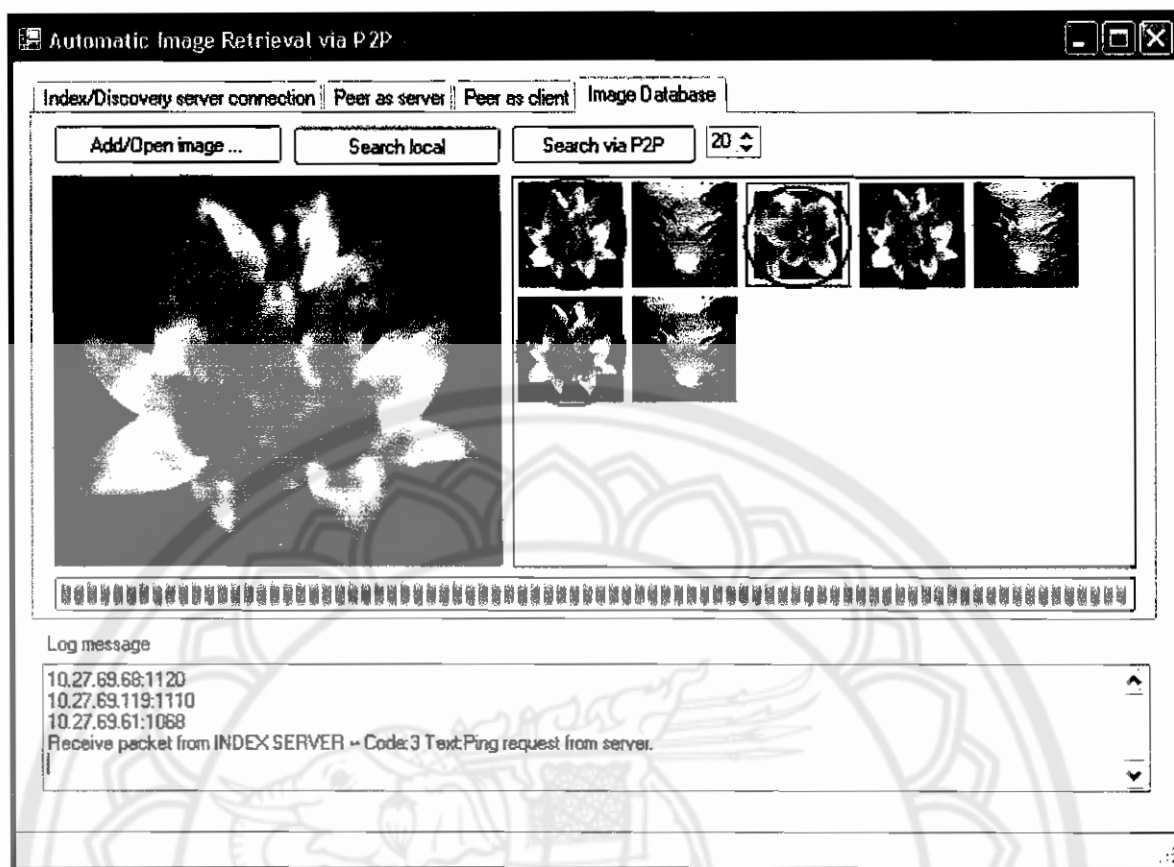 Automatic Image Retrieval via P2P
Index/Discovery server connection Peer as server Peer as client Image Database
Add/Open image ... Search local Search via P2P 20
Log message
10.27.69.68:1120
10.27.69.119:1110
10.27.69.61:1068
Receive packet from INDEX SERVER -- Code:3 Text:Ping request from server.